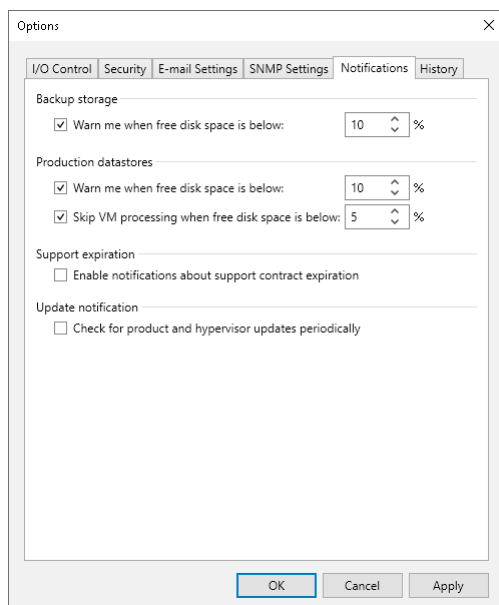 Options
I/O Control Security E-mail Settings SNMP Settings Notifications History
Backup storage
Warn me when free disk space is below: 10 %
Production datastores
Warn me when free disk space is below: 10 %
Skip VM processing when free disk space is below: 5 %
Support expiration
Enable notifications about support contract expiration
Update notification
Check for product and hypervisor updates periodically
OK Cancel Apply